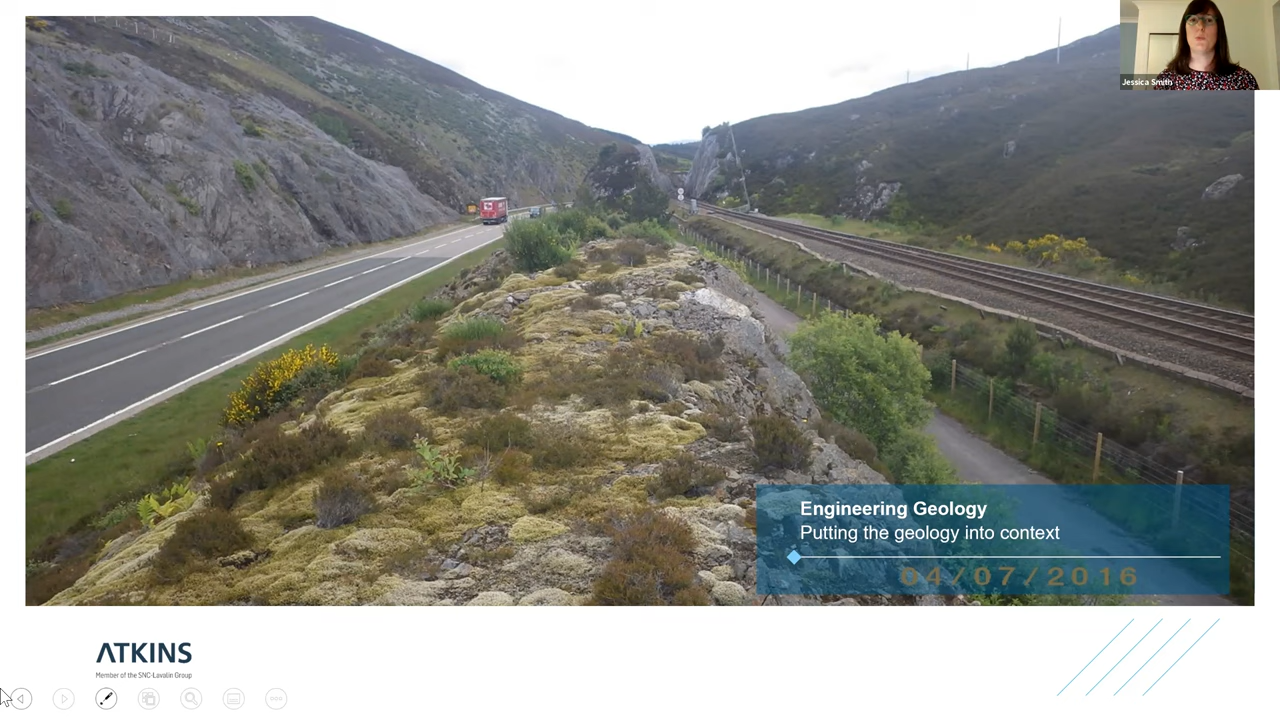 Jessica Smith
Engineering Geology
Putting the geology into context
04/07/2016
ATKINS
Member of the SNC-Lavalin Group